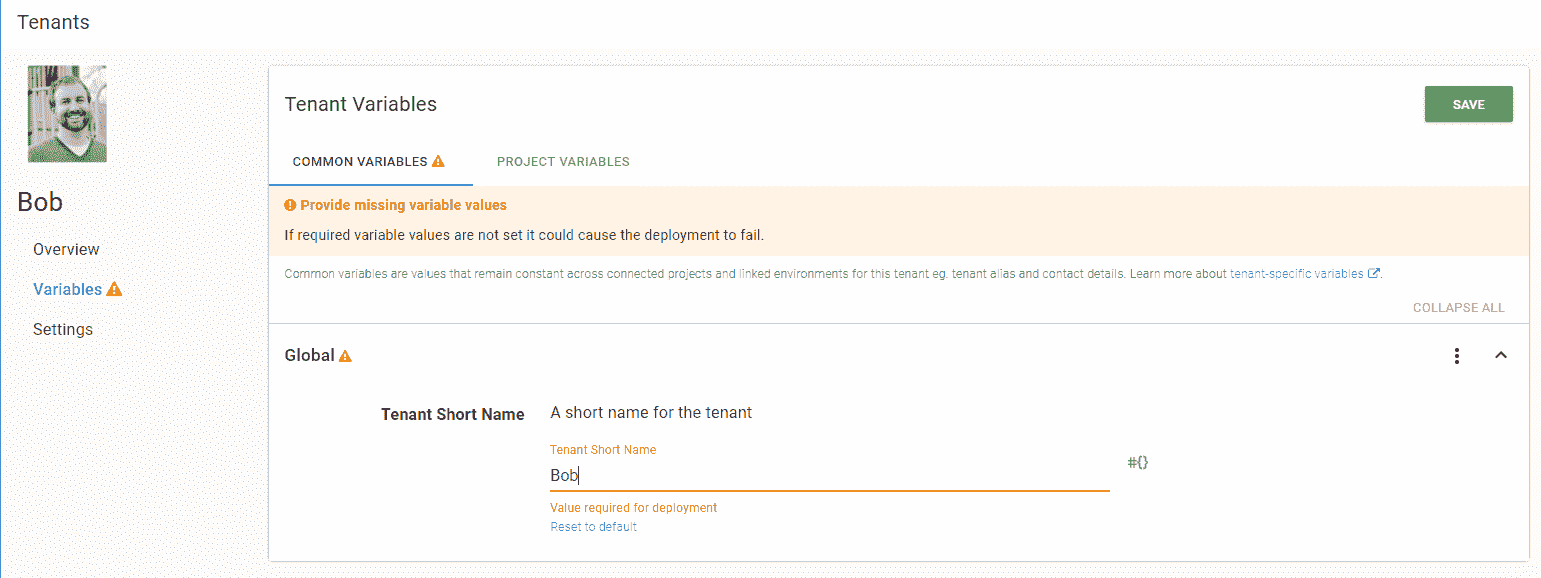 Tenants
Bob
Overview
Variables
Settings
Tenant Variables
SAVE
COMMON VARIABLES
PROJECT VARIABLES
Provide missing variable values
If required variable values are not set it could cause the deployment to fail.
Common variables are values that remain constant across connected projects and linked environments for this tenant eg. tenant alias and contact details. Learn more about tenant-specific variables.
COLLAPSE ALL
Global
Tenant Short Name
A short name for the tenant
Tenant Short Name
Bob
#{}
Value required for deployment
Reset to default